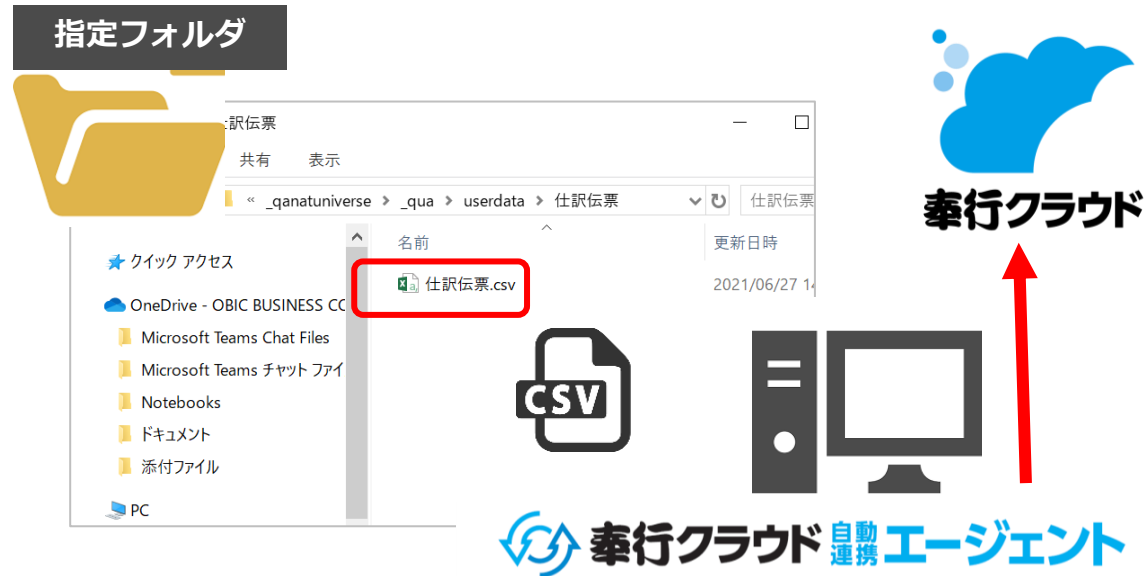 指定フォルダ
仕訳伝票
共有 表示
« _qanatuniverse > _qua > userdata > 仕訳伝票
仕訳伝票
名前 更新日時
クイック アクセス
仕訳伝票.csv 2021/06/27 14
OneDrive - OBIC BUSINESS CC
Microsoft Teams Chat Files
Microsoft Teams チャット ファイ
Notebooks
ドキュメント
添付ファイル
PC
CSV
奉行クラウド
奉行クラウド 自動連携 エージェント